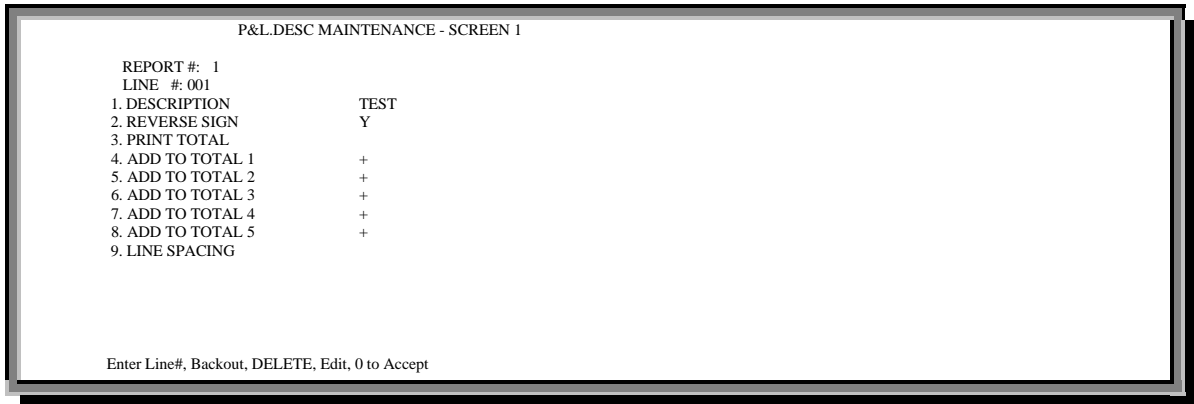 P&L.DESC MAINTENANCE - SCREEN 1
REPORT #: 1
LINE #: 001
1. DESCRIPTION TEST
2. REVERSE SIGN Y
3. PRINT TOTAL
4. ADD TO TOTAL 1 +
5. ADD TO TOTAL 2 +
6. ADD TO TOTAL 3 +
7. ADD TO TOTAL 4 +
8. ADD TO TOTAL 5 +
9. LINE SPACING
Enter Line#, Backout, DELETE, Edit, 0 to Accept